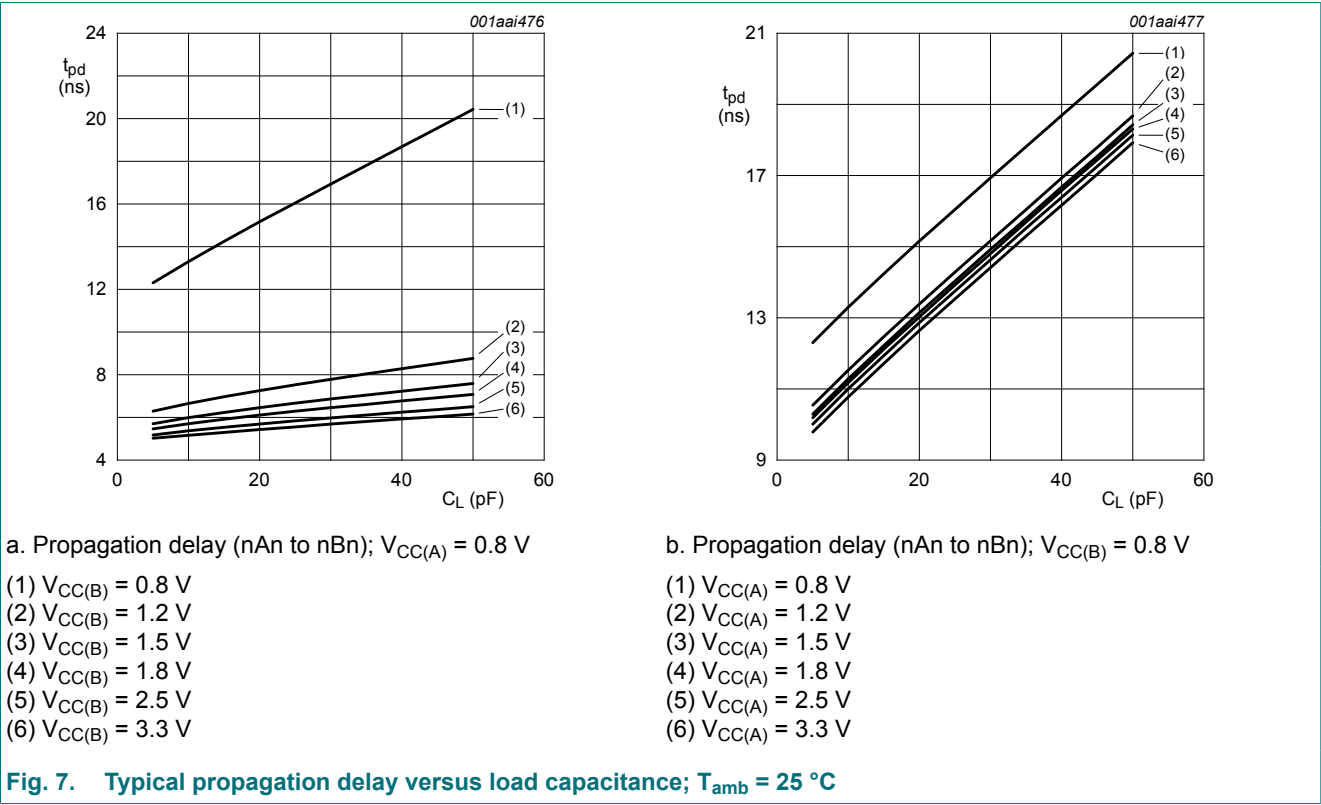 001aai476
24
20
16
12
8
4
t_pd
(ns)
(1)
(2)
(3)
(4)
(5)
(6)
0
20
40
60
C_L (pF)
001aai477
21
17
13
9
t_pd
(ns)
(1)
(2)
(3)
(4)
(5)
(6)
0
20
40
60
C_L (pF)
a. Propagation delay (nAn to nBn); V_CC(A) = 0.8 V
(1) V_CC(B) = 0.8 V
(2) V_CC(B) = 1.2 V
(3) V_CC(B) = 1.5 V
(4) V_CC(B) = 1.8 V
(5) V_CC(B) = 2.5 V
(6) V_CC(B) = 3.3 V
b. Propagation delay (nAn to nBn); V_CC(B) = 0.8 V
(1) V_CC(A) = 0.8 V
(2) V_CC(A) = 1.2 V
(3) V_CC(A) = 1.5 V
(4) V_CC(A) = 1.8 V
(5) V_CC(A) = 2.5 V
(6) V_CC(A) = 3.3 V
Fig. 7. Typical propagation delay versus load capacitance; T_amb = 25 °C